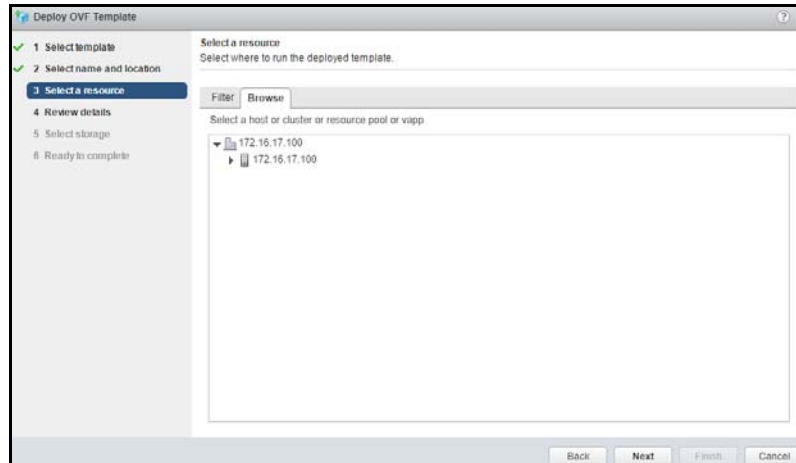 Deploy OVF Template
?
1 Select template
2 Select name and location
3 Select a resource
4 Review details
5 Select storage
6 Ready to complete
Select a resource
Select where to run the deployed template.
Filter Browse
Select a host or cluster or resource pool or vapp.
172.16.17.100
172.16.17.100
Back Next Finish Cancel